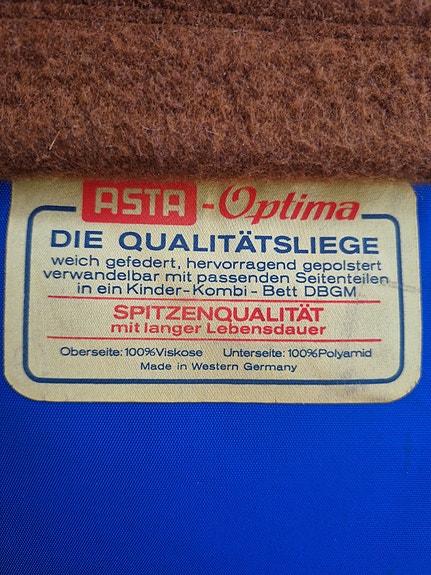 ASTA - Optima
DIE QUALITÄTSLIEGE
weich gefedert, hervorragend gepolstert
verwandelbar mit passenden Seitenteilen
in ein Kinder-Kombi - Bett DBGM
SPITZENQUALITÄT
mit langer Lebensdauer
Oberseite: 100% Viskose Unterseite: 100% Polyamid
Made in Western Germany